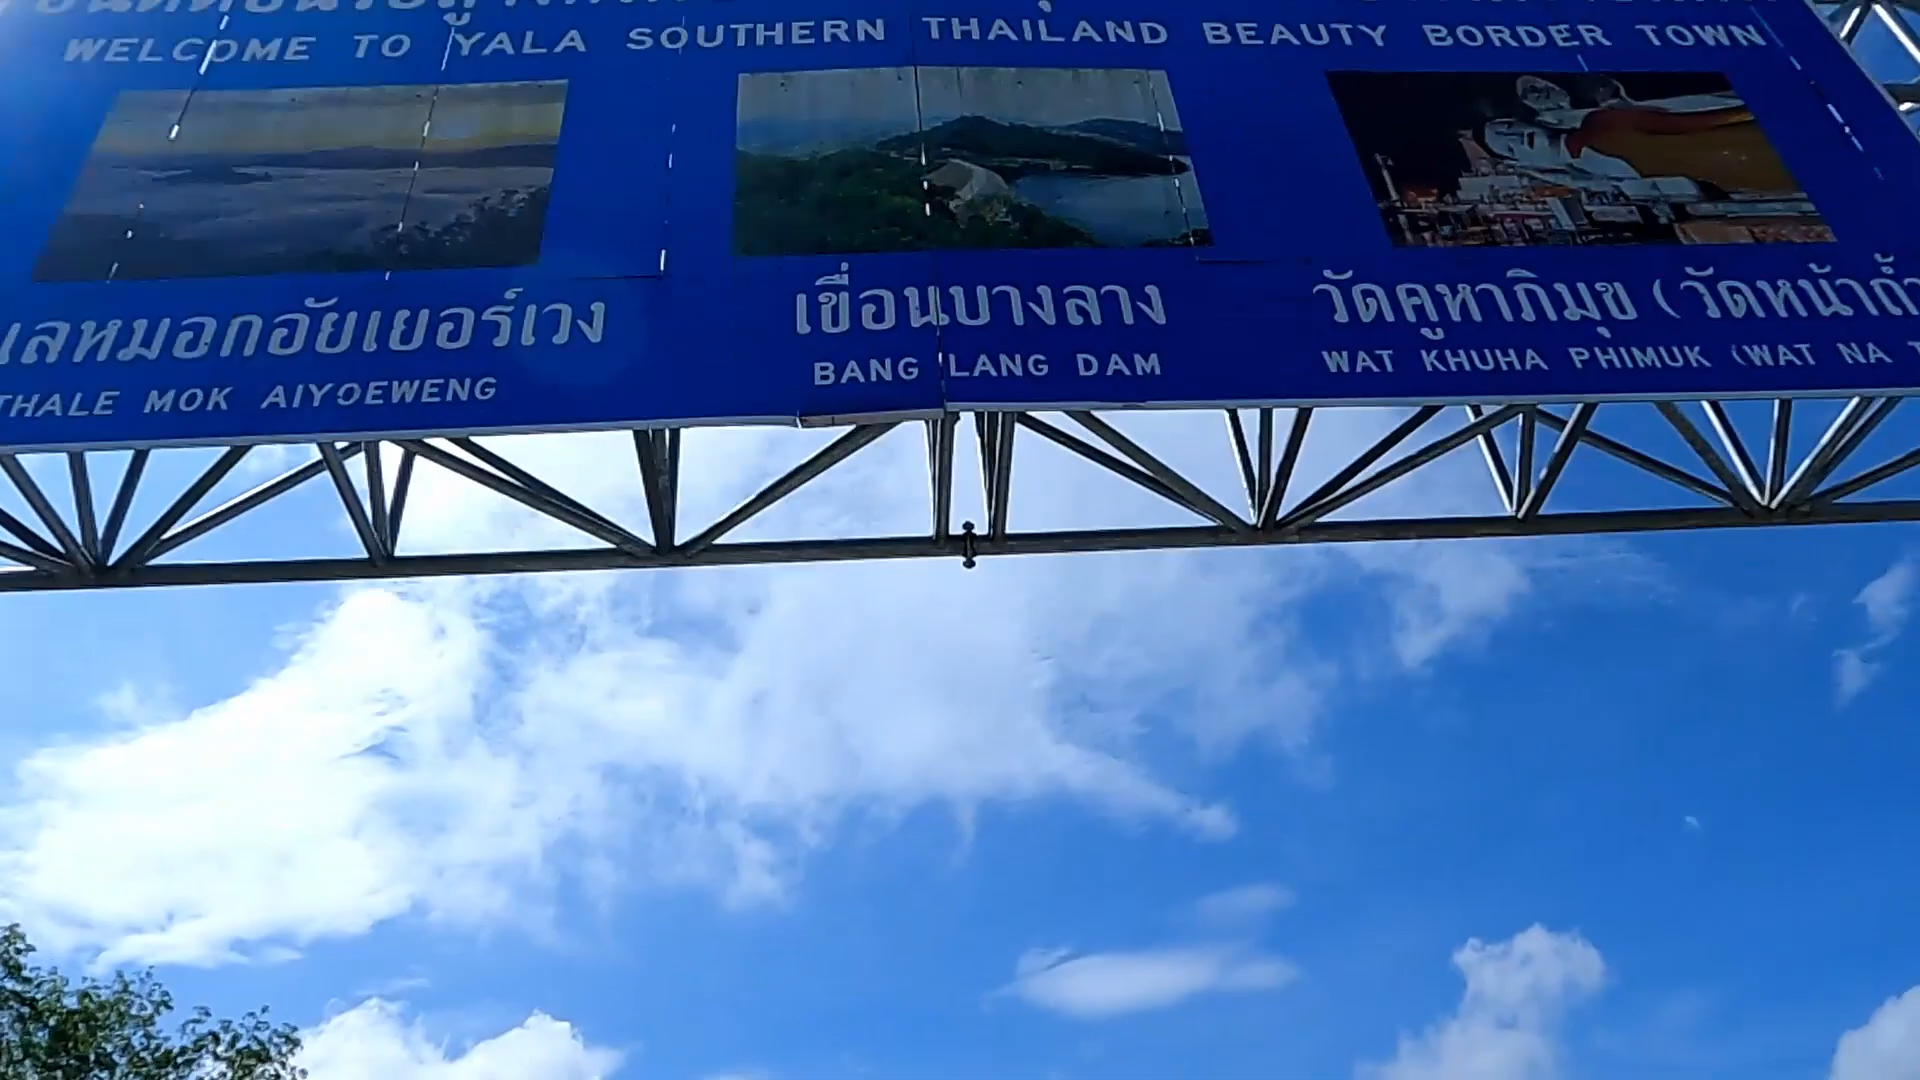 WELCOME TO YALA SOUTHERN THAILAND BEAUTY BORDER TOWN
เลหมอกอัยเยอร์เวง
THALE MOK AIYOEWENG
เขื่อนบางลาง
BANG LANG DAM
วัดคูหาภิมุข (วัดหน้าถ้ำ
WAT KHUHA PHIMUK (WAT NA T